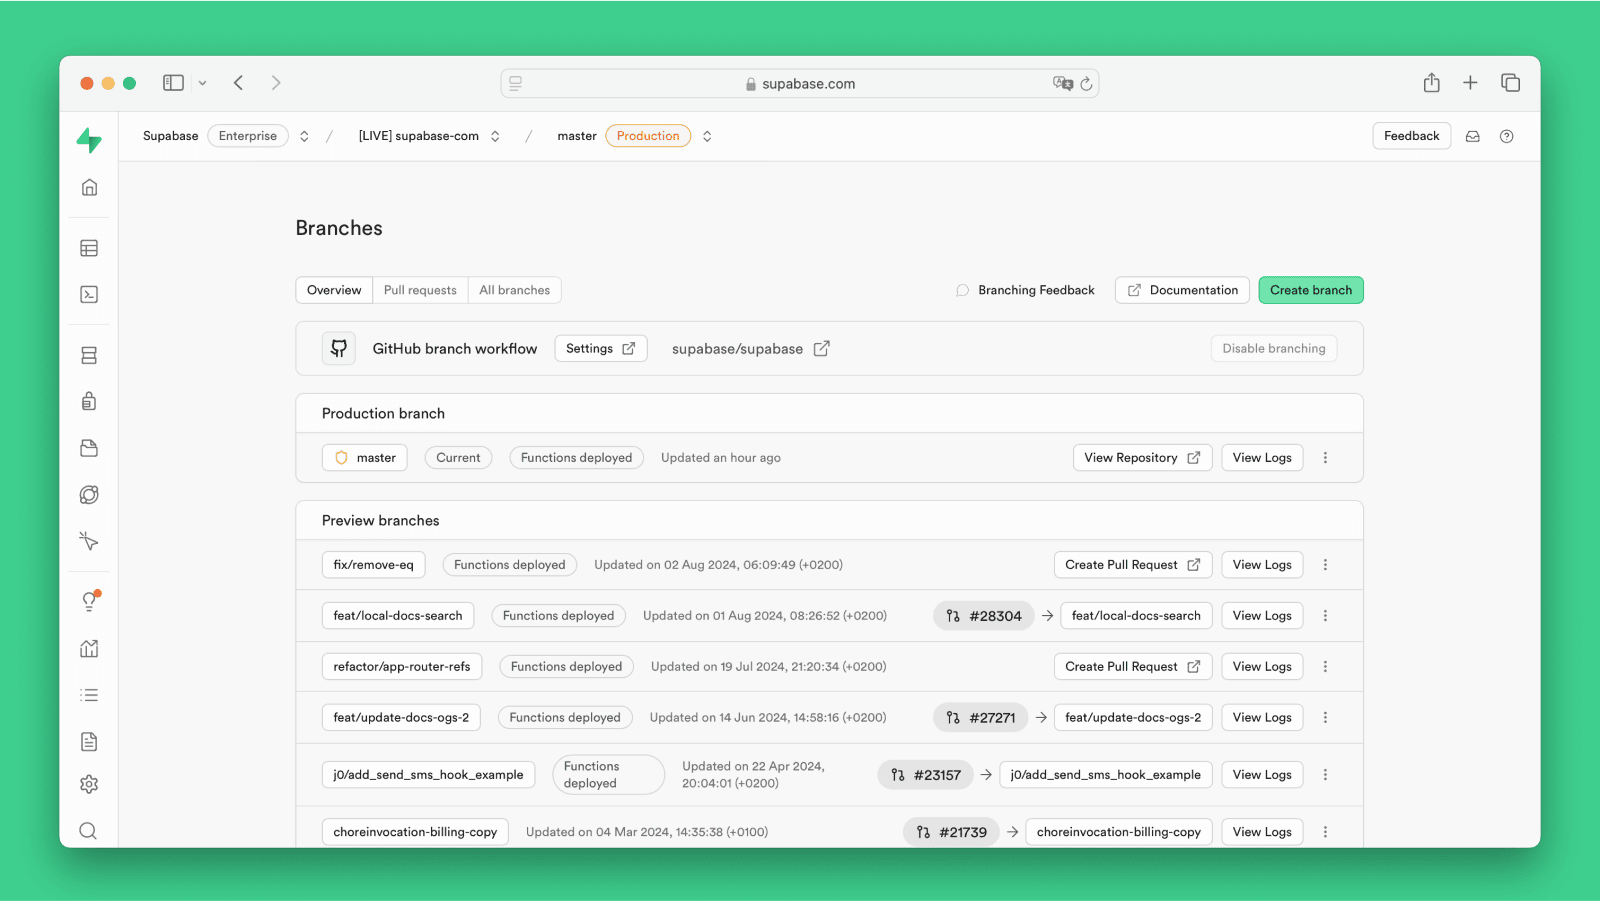 supabase.com
Supabase Enterprise / [LIVE] supabase-com / master Production Feedback
Branches
Overview Pull requests All branches Branching Feedback Documentation Create branch
GitHub branch workflow Settings supabase/supabase Disable branching
Production branch
master Current Functions deployed Updated an hour ago View Repository View Logs
Preview branches
fix/remove-eq Functions deployed Updated on 02 Aug 2024, 06:09:49 (+0200) Create Pull Request View Logs
feat/local-docs-search Functions deployed Updated on 01 Aug 2024, 08:26:52 (+0200) #28304 → feat/local-docs-search View Logs
refactor/app-router-refs Functions deployed Updated on 19 Jul 2024, 21:20:34 (+0200) Create Pull Request View Logs
feat/update-docs-ogs-2 Functions deployed Updated on 14 Jun 2024, 14:58:16 (+0200) #27271 → feat/update-docs-ogs-2 View Logs
j0/add_send_sms_hook_example Functions deployed Updated on 22 Apr 2024, 20:04:01 (+0200) #23157 → j0/add_send_sms_hook_example View Logs
choreinvocation-billing-copy Updated on 04 Mar 2024, 14:35:38 (+0100) #21739 → choreinvocation-billing-copy View Logs